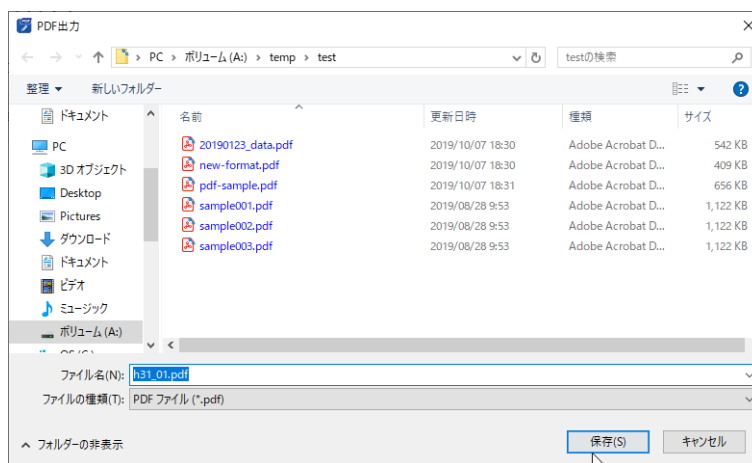 PDF出力
PC › ボリューム (A:) › temp › test
testの検索
整理
新しいフォルダー
ドキュメント
PC
3D オブジェクト
Desktop
Pictures
ダウンロード
ドキュメント
ビデオ
ミュージック
ボリューム (A:)
名前 更新日時 種類 サイズ
20190123_data.pdf 2019/10/07 18:30 Adobe Acrobat D... 542 KB
new-format.pdf 2019/10/07 18:30 Adobe Acrobat D... 409 KB
pdf-sample.pdf 2019/10/07 18:31 Adobe Acrobat D... 656 KB
sample001.pdf 2019/08/28 9:53 Adobe Acrobat D... 1,122 KB
sample002.pdf 2019/08/28 9:53 Adobe Acrobat D... 1,122 KB
sample003.pdf 2019/08/28 9:53 Adobe Acrobat D... 1,122 KB
ファイル名(N): h31_01.pdf
ファイルの種類(T): PDF ファイル (*.pdf)
フォルダーの非表示
保存(S)
キャンセル